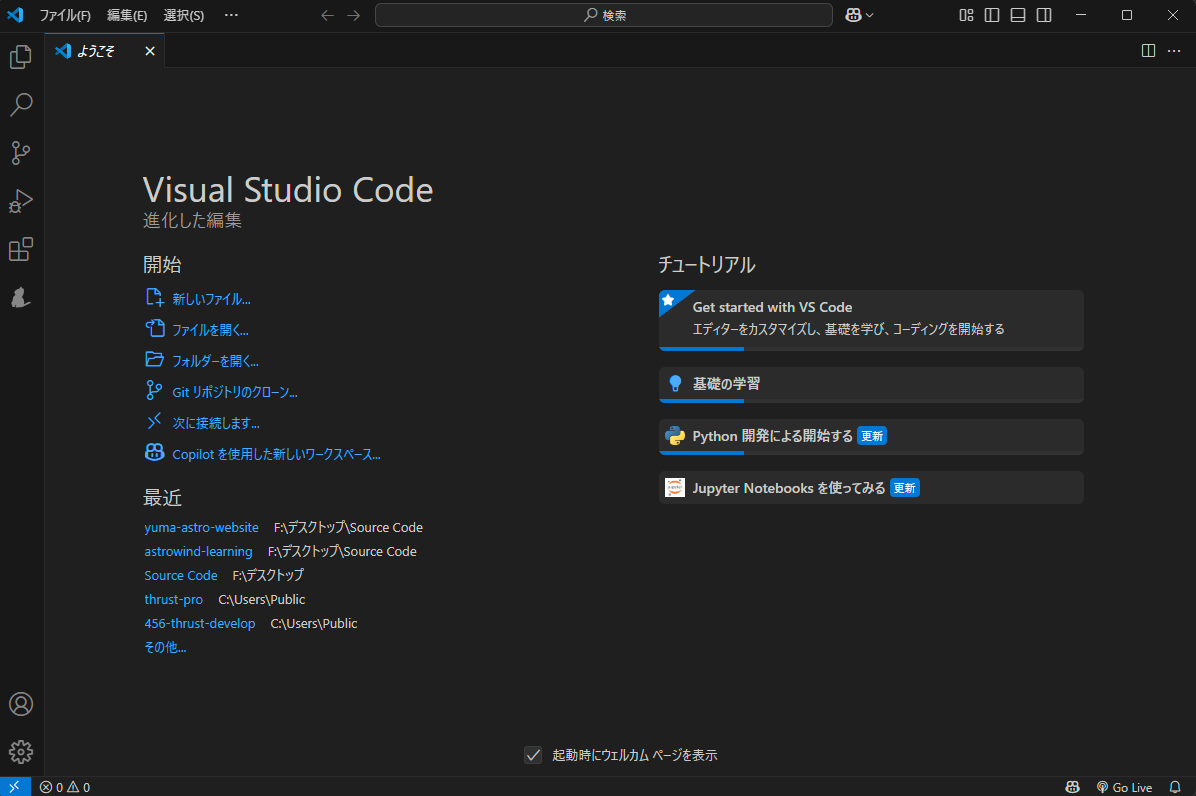 ファイル(F) 編集(E) 選択(S) … 検索
ようこそ
Visual Studio Code
進化した編集
開始
新しいファイル...
ファイルを開く...
フォルダーを開く...
Git リポジトリのクローン...
次に接続します...
Copilot を使用した新しいワークスペース...
最近
yuma-astro-website F:\デスクトップ\Source Code
astrowind-learning F:\デスクトップ\Source Code
Source Code F:\デスクトップ
thrust-pro C:\Users\Public
456-thrust-develop C:\Users\Public
その他...
チュートリアル
Get started with VS Code
エディターをカスタマイズし、基礎を学び、コーディングを開始する
基礎の学習
Python 開発による開始する 更新
Jupyter Notebooks を使ってみる 更新
起動時にウェルカム ページを表示
0 0 Go Live